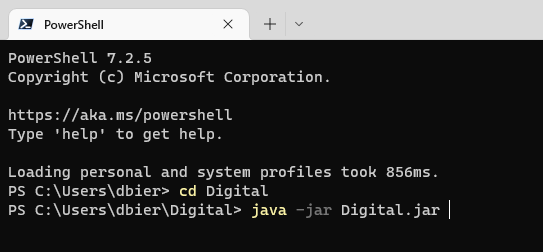 PowerShell
PowerShell 7.2.5
Copyright (c) Microsoft Corporation.
https://aka.ms/powershell
Type 'help' to get help.
Loading personal and system profiles took 856ms.
PS C:\Users\dbier> cd Digital
PS C:\Users\dbier\Digital> java -jar Digital.jar